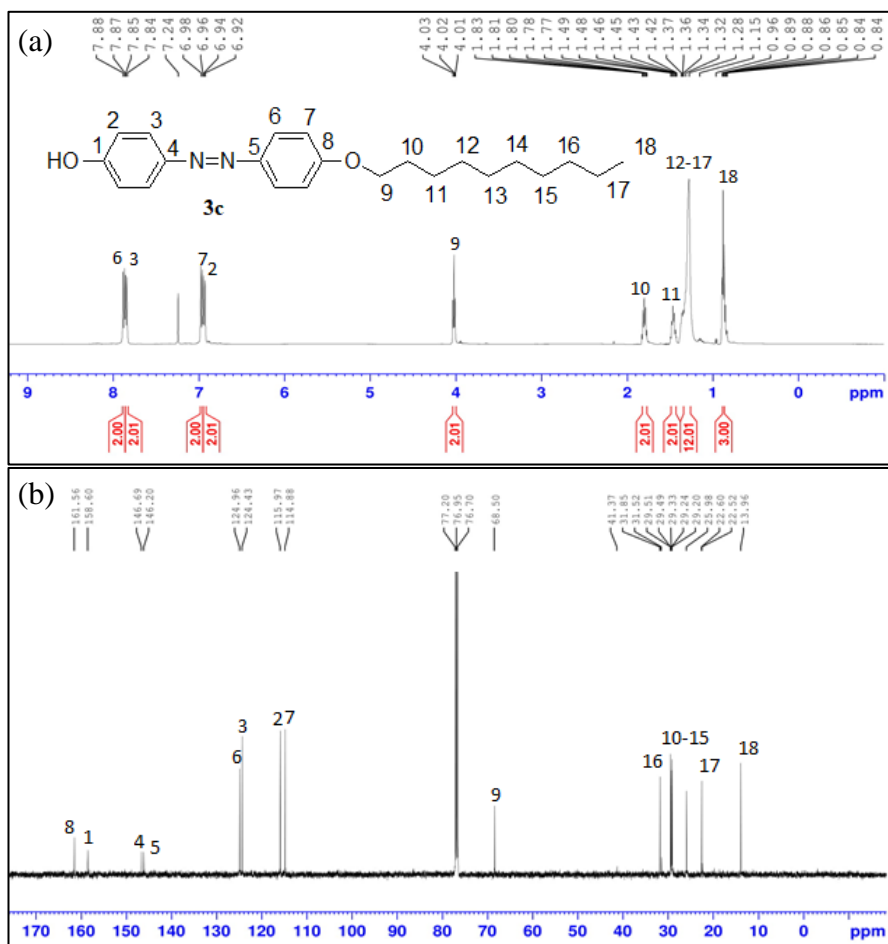 (a)
7.88 7.87 7.85 7.84 7.24 6.98 6.96 6.94 6.92 4.03 4.02 4.01 1.83 1.81 1.80 1.78 1.77 1.49 1.48 1.46 1.45 1.43 1.42 1.37 1.36 1.34 1.32 1.28 1.15 0.96 0.89 0.88 0.86 0.85 0.84 0.84
2 3 6 7
1 HO 4 N=N 5 8 O 10 12 14 16 18
9 11 13 15 17
3c
6 3 7 2 9 10 11 12-17 18
9 8 7 6 5 4 3 2 1 0 ppm
2.00 2.01 2.00 2.01 2.01 2.01 2.01 12.01 3.00
(b)
161.56 158.60 146.69 146.20 124.96 124.43 115.97 114.88 77.20 76.95 76.70 68.50 41.37 31.85 31.52 29.51 29.49 29.33 29.24 29.20 25.98 22.60 22.52 13.96
8 1 4 5 6 3 2 7 9 16 10-15 17 18
170 160 150 140 130 120 110 100 90 80 70 60 50 40 30 20 10 0 ppm